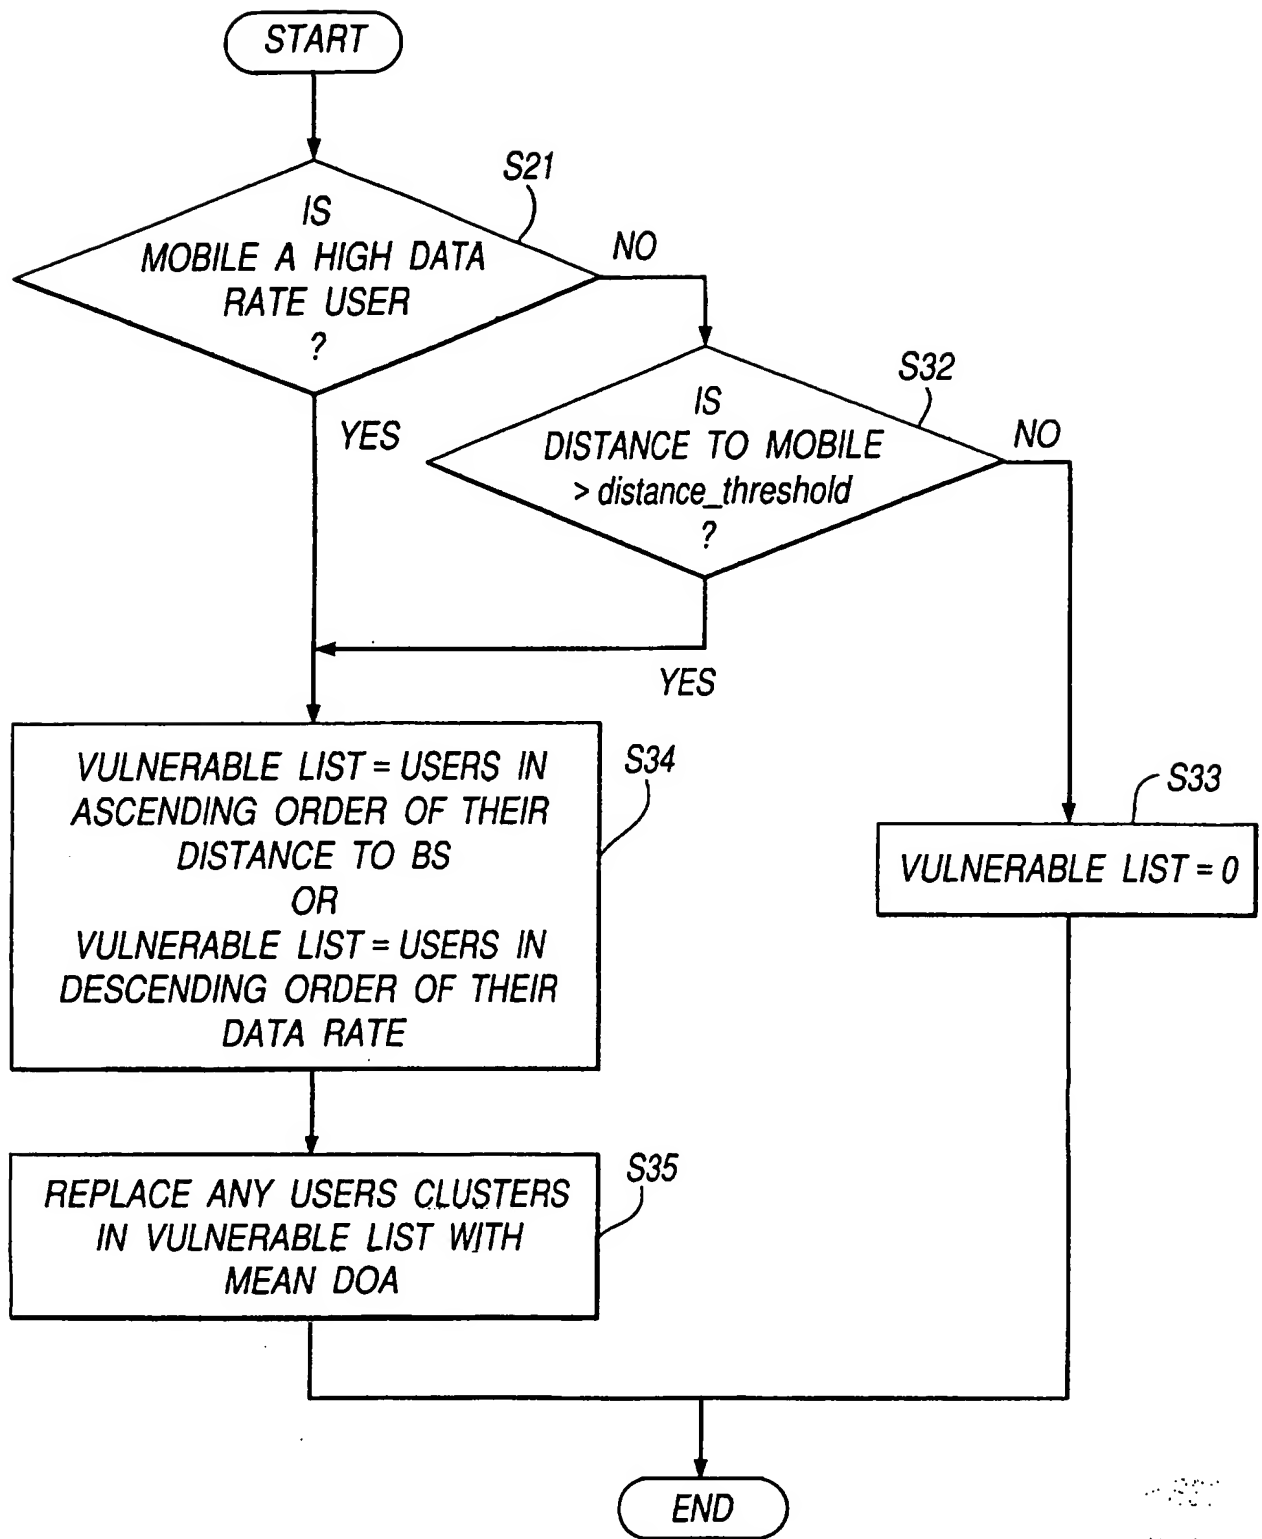 START
S21
IS
MOBILE A HIGH DATA
RATE USER
?
NO
YES
S32
IS
DISTANCE TO MOBILE
> distance_threshold
?
NO
YES
S34
VULNERABLE LIST = USERS IN
ASCENDING ORDER OF THEIR
DISTANCE TO BS
OR
VULNERABLE LIST = USERS IN
DESCENDING ORDER OF THEIR
DATA RATE
S33
VULNERABLE LIST = 0
S35
REPLACE ANY USERS CLUSTERS
IN VULNERABLE LIST WITH
MEAN DOA
END